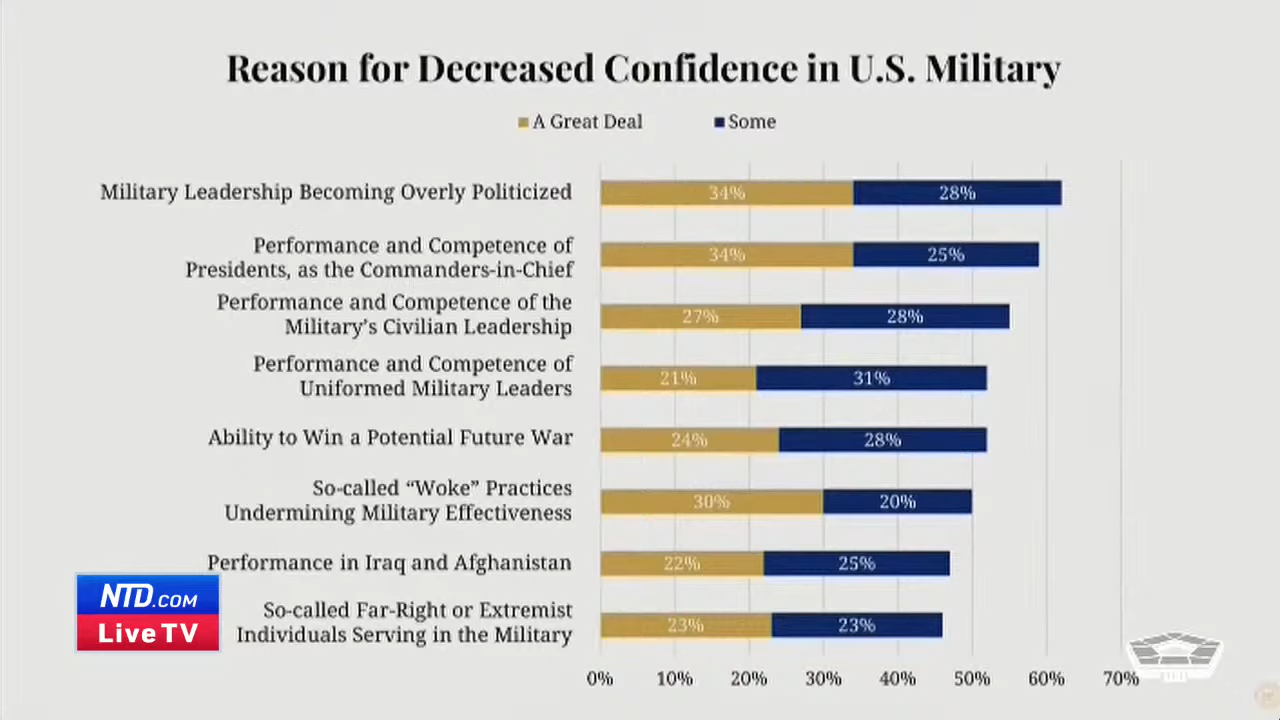 Reason for Decreased Confidence in U.S. Military
A Great Deal
Some
Military Leadership Becoming Overly Politicized
34%
28%
Performance and Competence of
Presidents, as the Commanders-in-Chief
34%
25%
Performance and Competence of the
Military’s Civilian Leadership
27%
28%
Performance and Competence of
Uniformed Military Leaders
21%
31%
Ability to Win a Potential Future War
24%
28%
So-called “Woke” Practices
Undermining Military Effectiveness
30%
20%
Performance in Iraq and Afghanistan
22%
25%
So-called Far-Right or Extremist
Individuals Serving in the Military
23%
23%
0% 10% 20% 30% 40% 50% 60% 70%
NTD.COM
Live TV